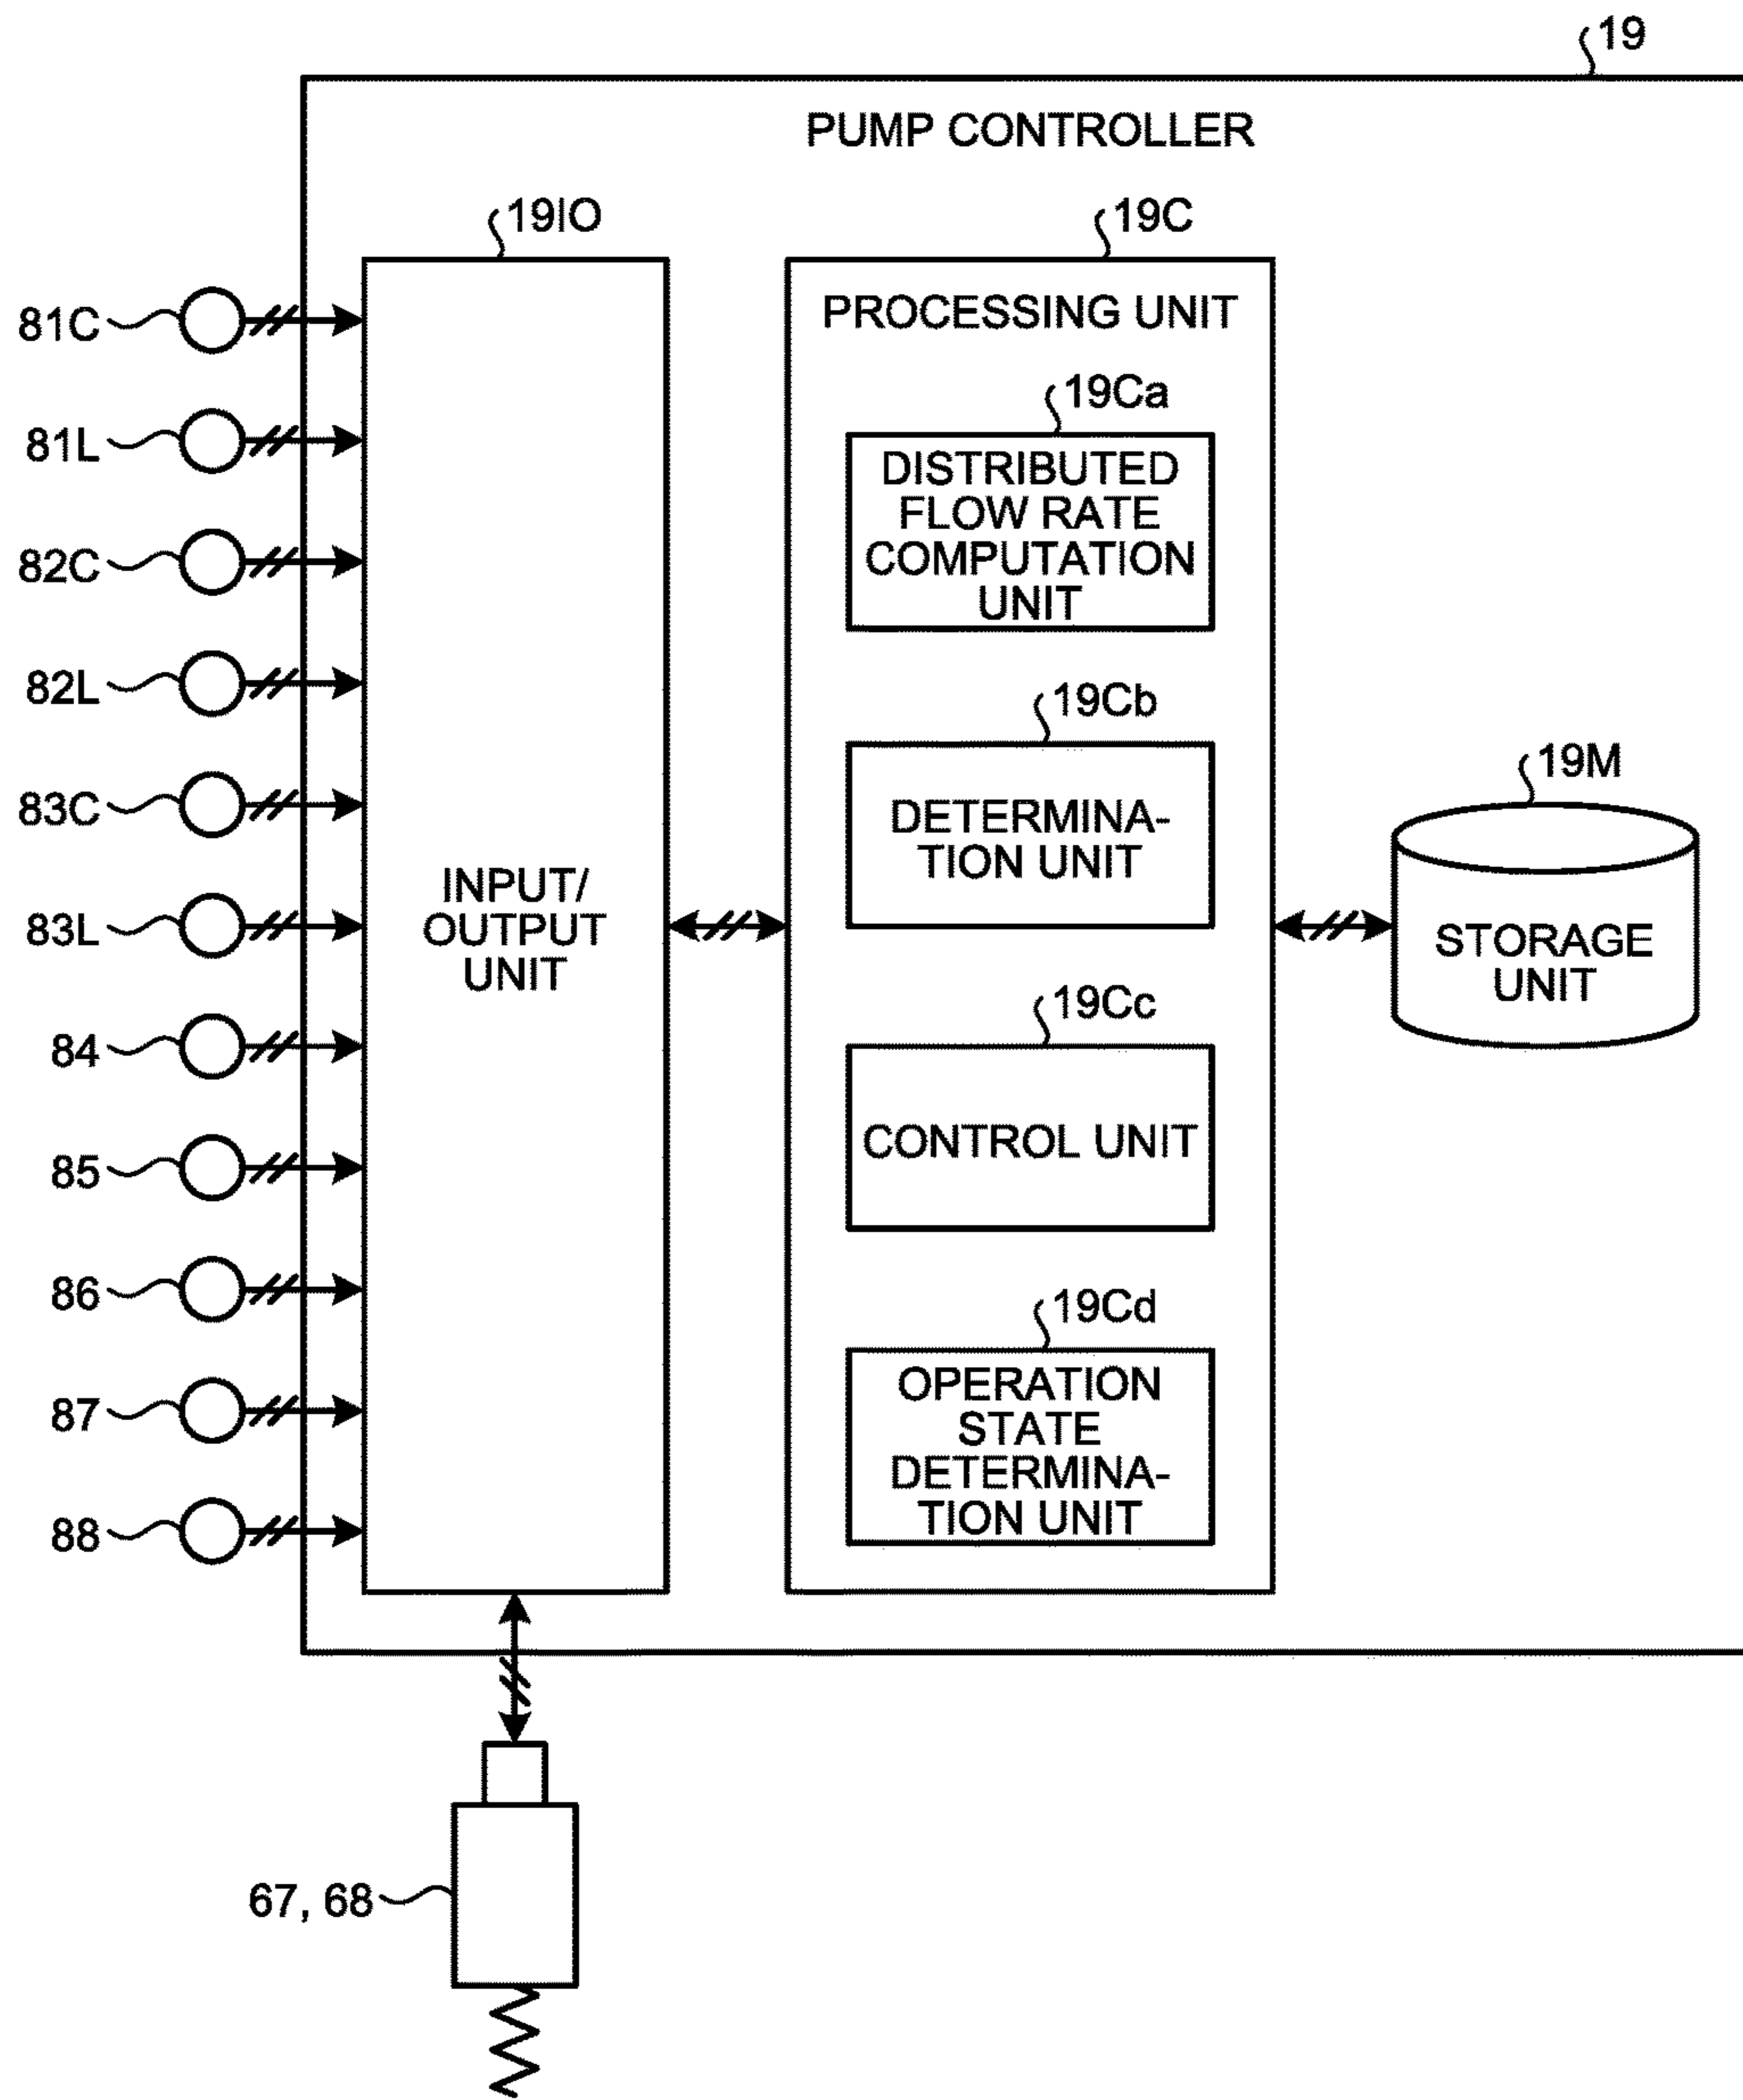 19
PUMP CONTROLLER
19IO
19C
81C
81L
82C
82L
83C
83L
84
85
86
87
88
INPUT/
OUTPUT
UNIT
PROCESSING UNIT
19Ca
DISTRIBUTED
FLOW RATE
COMPUTATION
UNIT
19Cb
DETERMINA-
TION UNIT
19Cc
CONTROL UNIT
19Cd
OPERATION
STATE
DETERMINA-
TION UNIT
19M
STORAGE
UNIT
67, 68